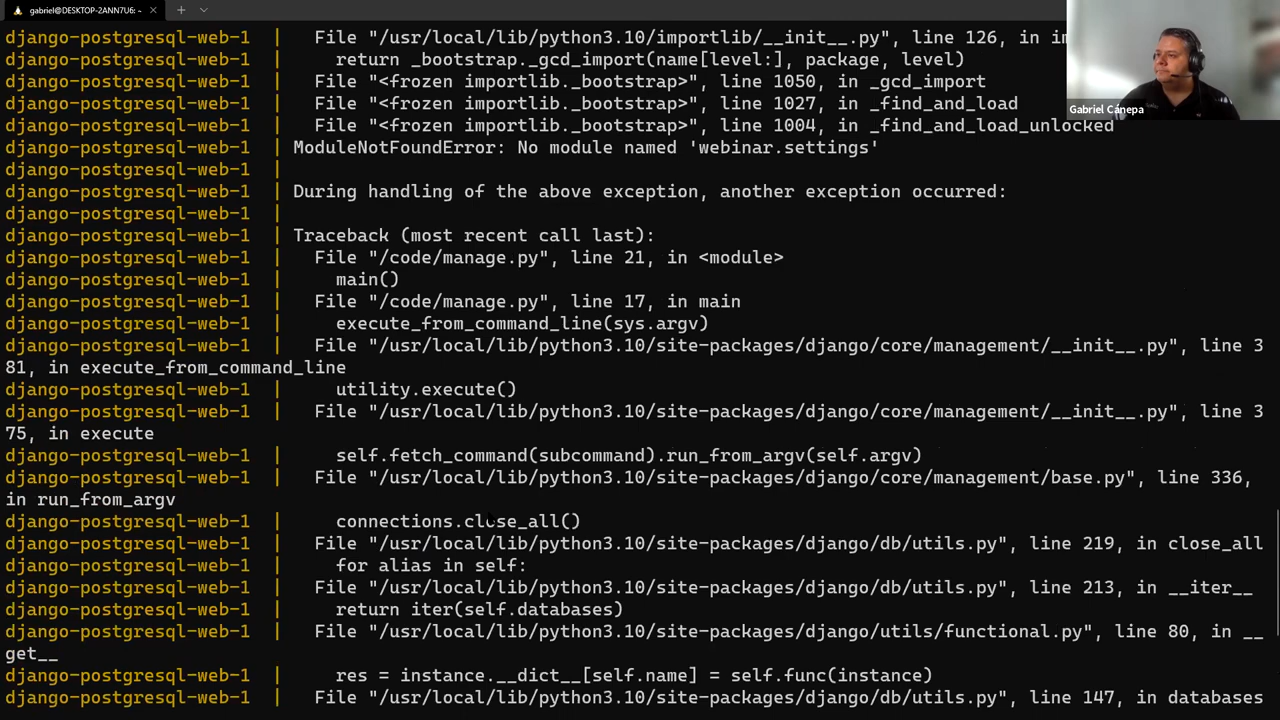 gabriel@DESKTOP-2ANN7U6: ~
django-postgresql-web-1  |   File "/usr/local/lib/python3.10/importlib/__init__.py", line 126, in
django-postgresql-web-1  |     return _bootstrap._gcd_import(name[level:], package, level)
django-postgresql-web-1  |   File "<frozen importlib._bootstrap>", line 1050, in _gcd_import
django-postgresql-web-1  |   File "<frozen importlib._bootstrap>", line 1027, in _find_and_load
Gabriel Cánepa
django-postgresql-web-1  |   File "<frozen importlib._bootstrap>", line 1004, in _find_and_load_unlocked
django-postgresql-web-1  | ModuleNotFoundError: No module named 'webinar.settings'
django-postgresql-web-1  |
django-postgresql-web-1  | During handling of the above exception, another exception occurred:
django-postgresql-web-1  |
django-postgresql-web-1  | Traceback (most recent call last):
django-postgresql-web-1  |   File "/code/manage.py", line 21, in <module>
django-postgresql-web-1  |     main()
django-postgresql-web-1  |   File "/code/manage.py", line 17, in main
django-postgresql-web-1  |     execute_from_command_line(sys.argv)
django-postgresql-web-1  |   File "/usr/local/lib/python3.10/site-packages/django/core/management/__init__.py", line 3
81, in execute_from_command_line
django-postgresql-web-1  |     utility.execute()
django-postgresql-web-1  |   File "/usr/local/lib/python3.10/site-packages/django/core/management/__init__.py", line 3
75, in execute
django-postgresql-web-1  |     self.fetch_command(subcommand).run_from_argv(self.argv)
django-postgresql-web-1  |   File "/usr/local/lib/python3.10/site-packages/django/core/management/base.py", line 336,
in run_from_argv
django-postgresql-web-1  |     connections.close_all()
django-postgresql-web-1  |   File "/usr/local/lib/python3.10/site-packages/django/db/utils.py", line 219, in close_all
django-postgresql-web-1  |     for alias in self:
django-postgresql-web-1  |   File "/usr/local/lib/python3.10/site-packages/django/db/utils.py", line 213, in __iter__
django-postgresql-web-1  |     return iter(self.databases)
django-postgresql-web-1  |   File "/usr/local/lib/python3.10/site-packages/django/utils/functional.py", line 80, in __
get__
django-postgresql-web-1  |     res = instance.__dict__[self.name] = self.func(instance)
django-postgresql-web-1  |   File "/usr/local/lib/python3.10/site-packages/django/db/utils.py", line 147, in databases